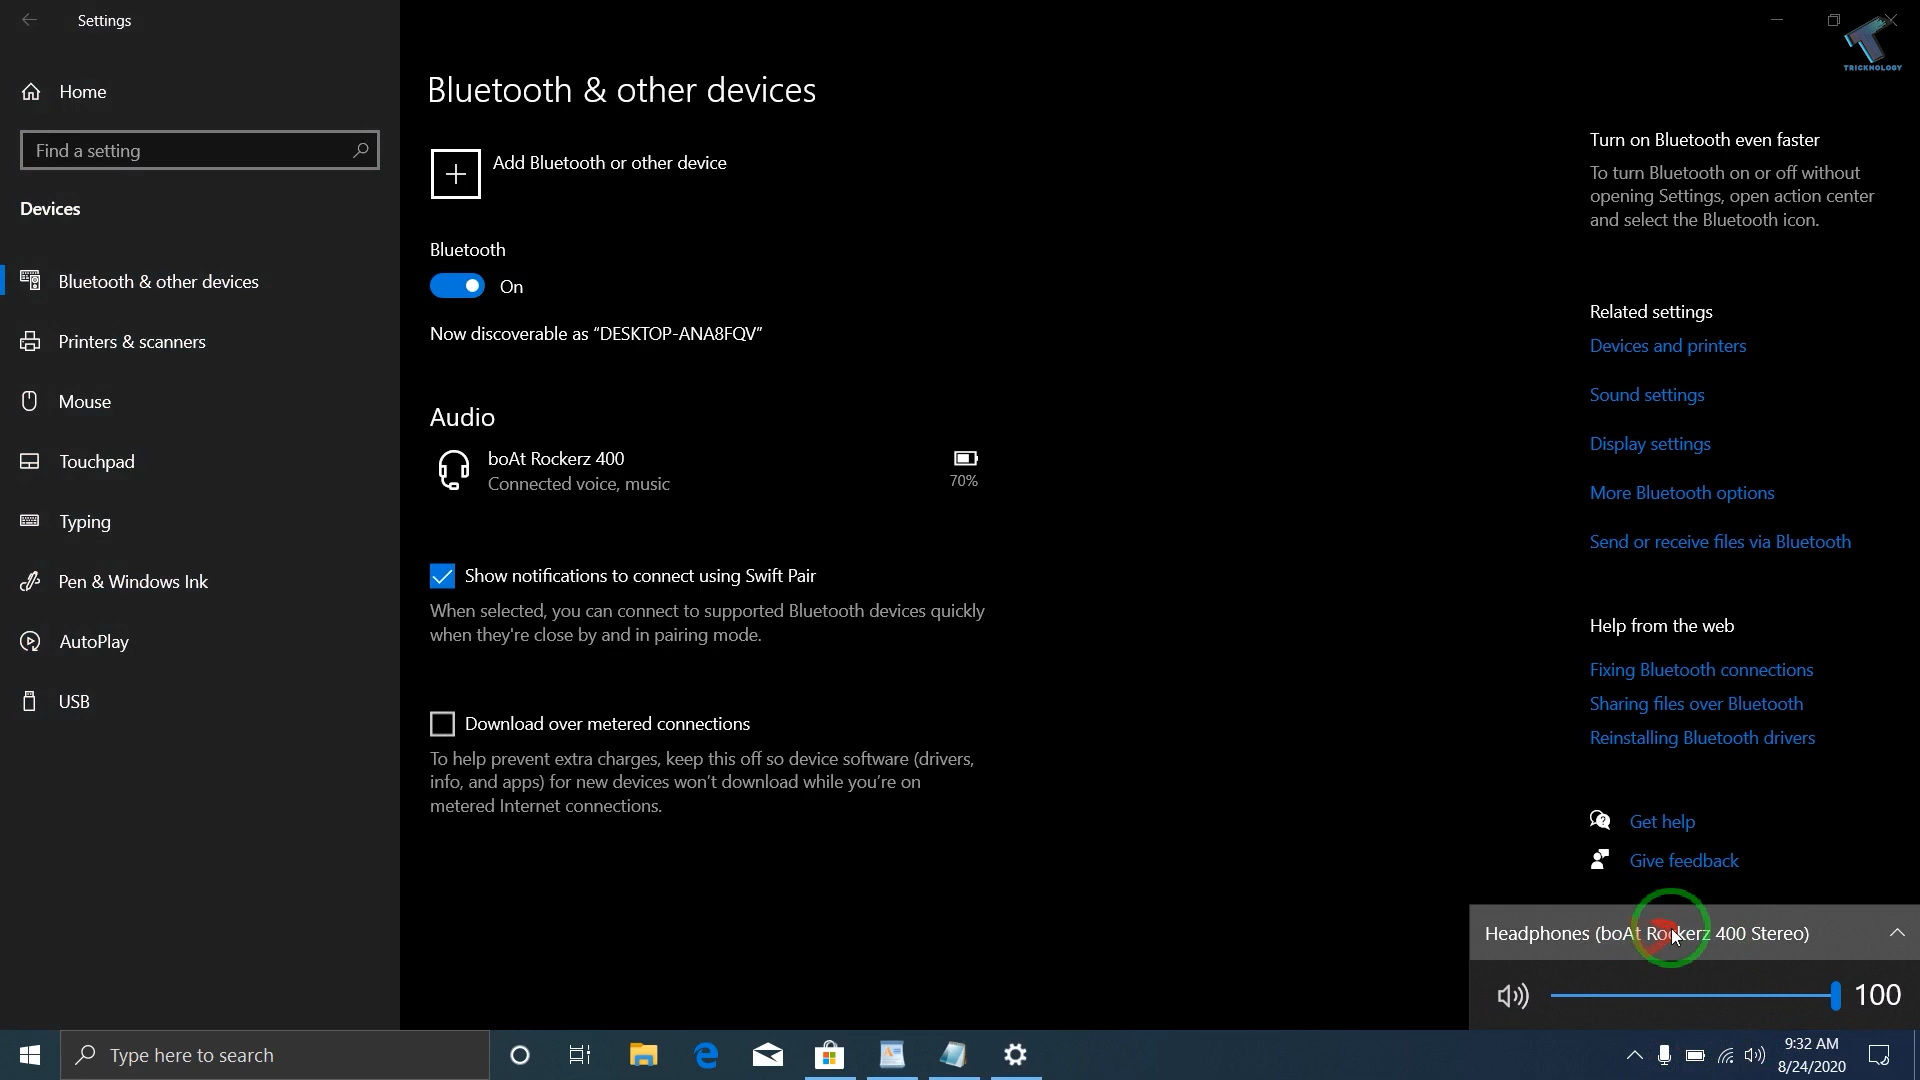 Settings
TRICKNOLOGY
Home
Find a setting
Devices
Bluetooth & other devices
Printers & scanners
Mouse
Touchpad
Typing
Pen & Windows Ink
AutoPlay
USB
Bluetooth & other devices
Add Bluetooth or other device
Bluetooth
On
Now discoverable as “DESKTOP-ANA8FQV”
Audio
boAt Rockerz 400
Connected voice, music
70%
Show notifications to connect using Swift Pair
When selected, you can connect to supported Bluetooth devices quickly
when they're close by and in pairing mode.
Download over metered connections
To help prevent extra charges, keep this off so device software (drivers,
info, and apps) for new devices won’t download while you’re on
metered Internet connections.
Turn on Bluetooth even faster
To turn Bluetooth on or off without
opening Settings, open action center
and select the Bluetooth icon.
Related settings
Devices and printers
Sound settings
Display settings
More Bluetooth options
Send or receive files via Bluetooth
Help from the web
Fixing Bluetooth connections
Sharing files over Bluetooth
Reinstalling Bluetooth drivers
Get help
Give feedback
Headphones (boAt Rockerz 400 Stereo)
100
Type here to search
9:32 AM
8/24/2020